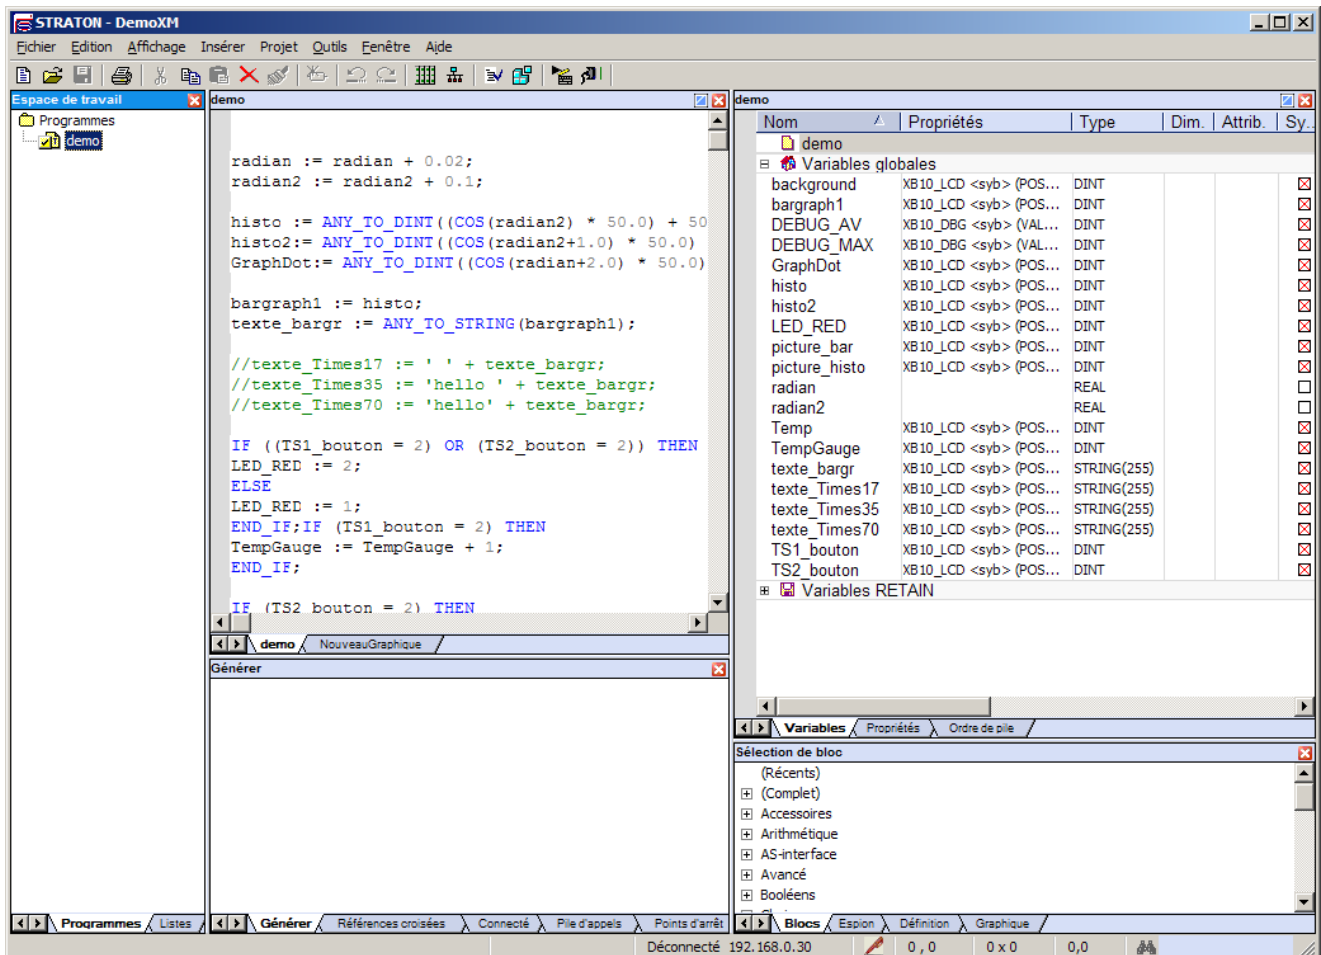 STRATON - DemoXM
Fichier Edition Affichage Insérer Projet Outils Fenêtre Aide
Espace de travail
Programmes
demo
demo
radian := radian + 0.02;
radian2 := radian2 + 0.1;
histo := ANY_TO_DINT((COS(radian2) * 50.0) + 50
histo2:= ANY_TO_DINT((COS(radian2+1.0) * 50.0)
GraphDot:= ANY_TO_DINT((COS(radian+2.0) * 50.0)
bargraph1 := histo;
texte_bargr := ANY_TO_STRING(bargraph1);
//texte_Times17 := ' ' + texte_bargr;
//texte_Times35 := 'hello ' + texte_bargr;
//texte_Times70 := 'hello' + texte_bargr;
IF ((TS1_bouton = 2) OR (TS2_bouton = 2)) THEN
LED_RED := 2;
ELSE
LED_RED := 1;
END_IF;IF (TS1_bouton = 2) THEN
TempGauge := TempGauge + 1;
END_IF;
IF (TS2_bouton = 2) THEN
demo NouveauGraphique
Générer
demo
Nom Propriétés Type Dim. Attrib. Sy...
demo
Variables globales
background XB10_LCD <syb> (POS... DINT
bargraph1 XB10_LCD <syb> (POS... DINT
DEBUG_AV XB10_DBG <syb> (VAL... DINT
DEBUG_MAX XB10_DBG <syb> (VAL... DINT
GraphDot XB10_LCD <syb> (POS... DINT
histo XB10_LCD <syb> (POS... DINT
histo2 XB10_LCD <syb> (POS... DINT
LED_RED XB10_LCD <syb> (POS... DINT
picture_bar XB10_LCD <syb> (POS... DINT
picture_histo XB10_LCD <syb> (POS... DINT
radian REAL
radian2 REAL
Temp XB10_LCD <syb> (POS... DINT
TempGauge XB10_LCD <syb> (POS... DINT
texte_bargr XB10_LCD <syb> (POS... STRING(255)
texte_Times17 XB10_LCD <syb> (POS... STRING(255)
texte_Times35 XB10_LCD <syb> (POS... STRING(255)
texte_Times70 XB10_LCD <syb> (POS... STRING(255)
TS1_bouton XB10_LCD <syb> (POS... DINT
TS2_bouton XB10_LCD <syb> (POS... DINT
Variables RETAIN
Variables Propriétés Ordre de pile
Sélection de bloc
(Récents)
(Complet)
Accessoires
Arithmétique
AS-interface
Avancé
Booléens
Programmes Listes
Générer Références croisées Connecté Pile d'appels Points d'arrêt
Blocs Espion Définition Graphique
Déconnecté 192.168.0.30 0 , 0 0 x 0 0,0